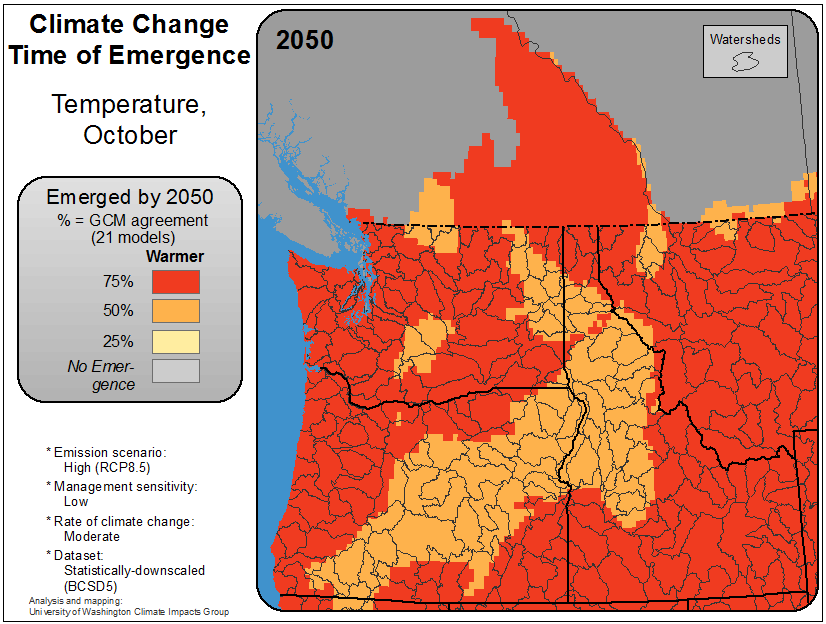 Climate Change
Time of Emergence
Temperature,
October
Emerged by 2050
% = GCM agreement
(21 models)
Warmer
75%
50%
25%
No Emer-
gence
* Emission scenario:
High (RCP8.5)
* Management sensitivity:
Low
* Rate of climate change:
Moderate
* Dataset:
Statistically-downscaled
(BCSD5)
Analysis and mapping:
University of Washington Climate Impacts Group
2050
Watersheds